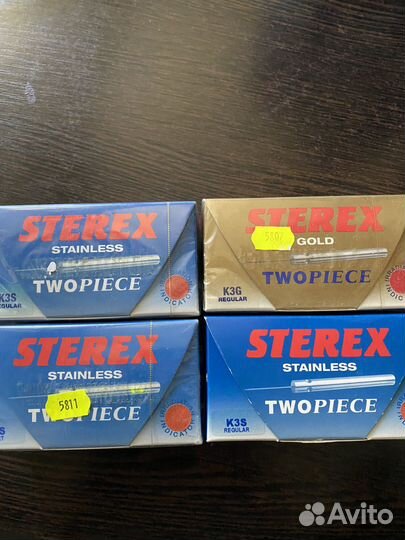 STEREX
STAINLESS
TWOPIECE
K3S
REGULAR
STEREX
5807
GOLD
TWOPIECE
K3G
REGULAR
STEREX
STAINLESS
TWOPIECE
5811
STEREX
STAINLESS
TWOPIECE
K3S
REGULAR
Avito